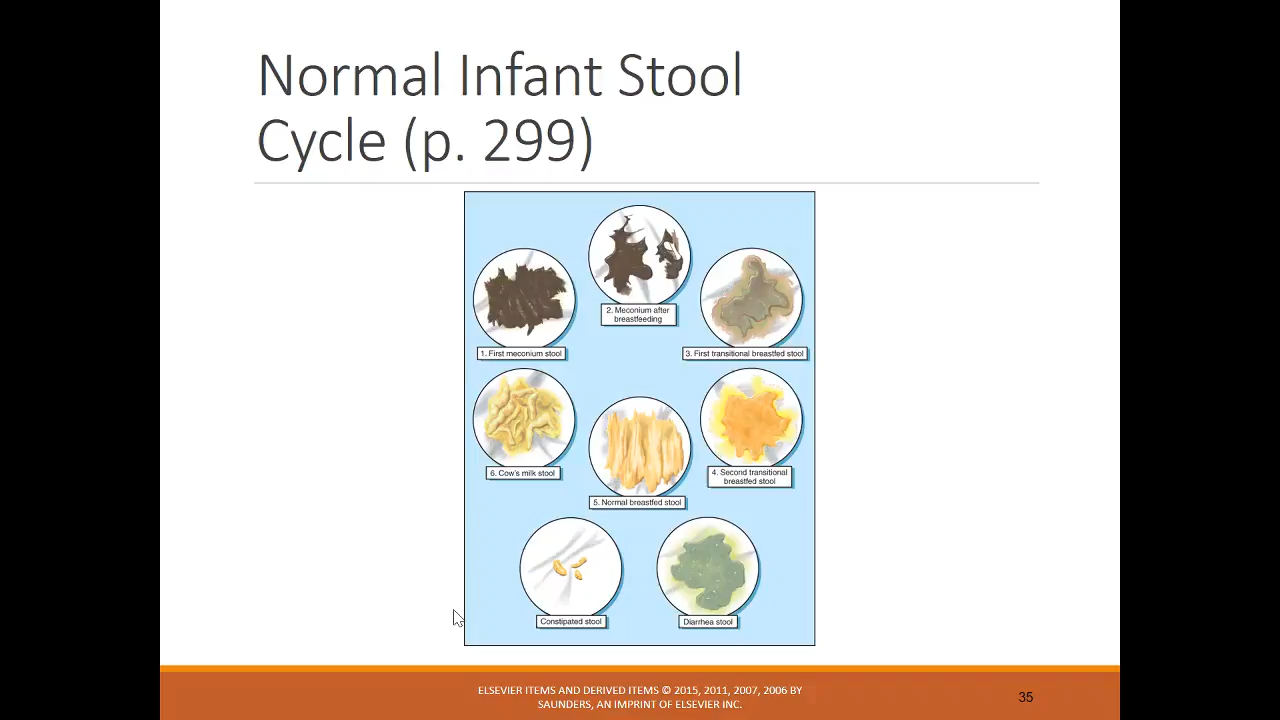 Normal Infant Stool
Cycle (p. 299)
2. Meconium after
breastfeeding
1. First meconium stool
3. First transitional breastfed stool
6. Cow's milk stool
4. Second transitional
breastfed stool
5. Normal breastfed stool
Constipated stool
Diarrhea stool
ELSEVIER ITEMS AND DERIVED ITEMS © 2015, 2011, 2007, 2006 BY
SAUNDERS, AN IMPRINT OF ELSEVIER INC.
35